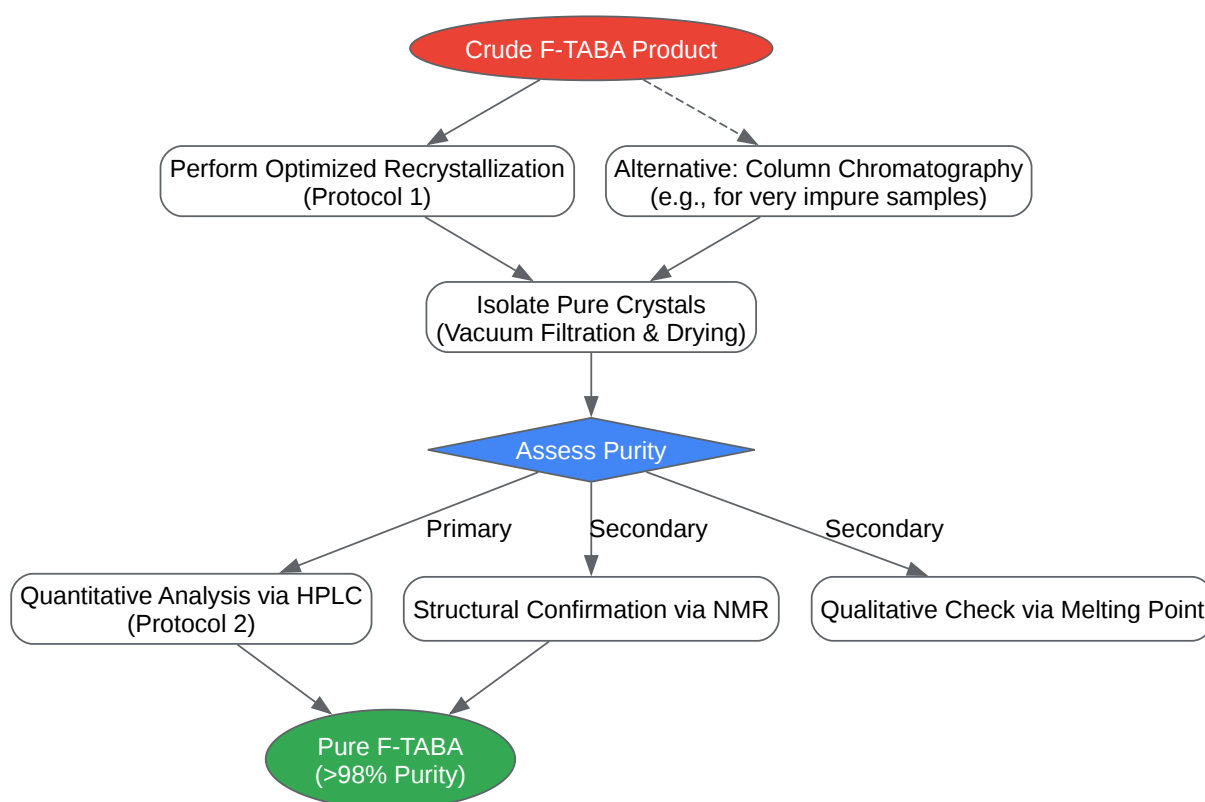 Crude F-TABA Product
Perform Optimized Recrystallization
(Protocol 1)
Alternative: Column Chromatography
(e.g., for very impure samples)
Isolate Pure Crystals
(Vacuum Filtration & Drying)
Assess Purity
Primary
Secondary
Secondary
Quantitative Analysis via HPLC
(Protocol 2)
Structural Confirmation via NMR
Qualitative Check via Melting Point
Pure F-TABA
(>98% Purity)